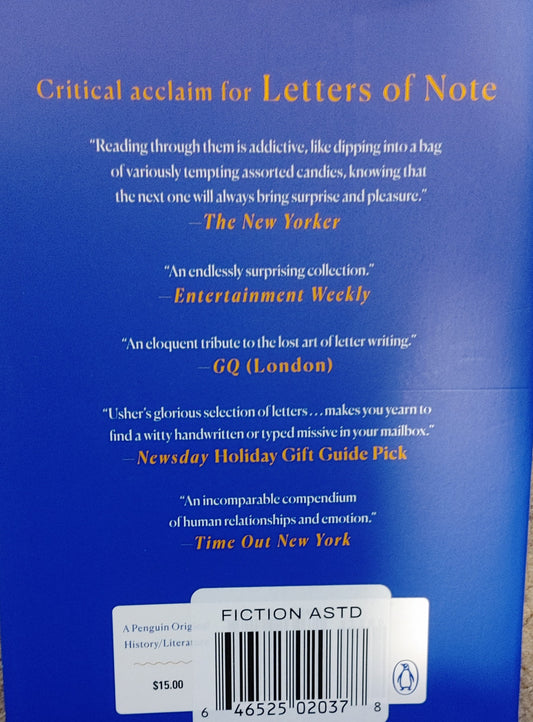 Critical acclaim for Letters of Note
“Reading through them is addictive, like dipping into a bag
of variously tempting assorted candies, knowing that
the next one will always bring surprise and pleasure.”
—The New Yorker
“An endlessly surprising collection.”
—Entertainment Weekly
“An eloquent tribute to the lost art of letter writing.”
—GQ (London)
“Usher’s glorious selection of letters . . . makes you yearn to
find a witty handwritten or typed missive in your mailbox.”
—Newsday Holiday Gift Guide Pick
“An incomparable compendium
of human relationships and emotion.”
—Time Out New York
FICTION ASTD
A Penguin
History/
$15.00
6 46525 02037 8